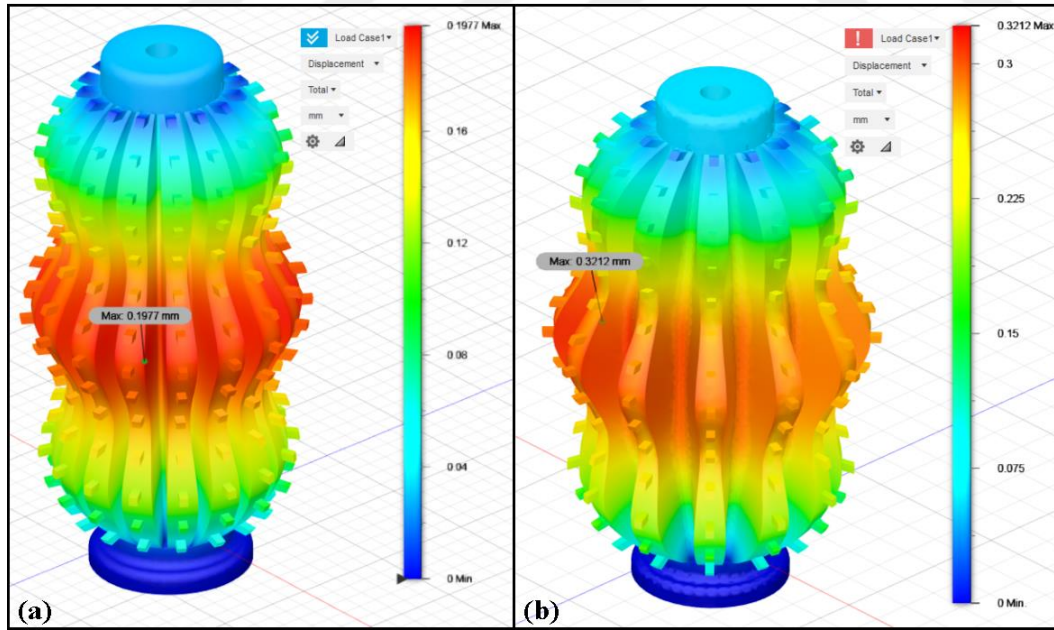 0.1977 Max
Load Case1
Displacement
Total
mm
0.16
0.12
Max: 0.1977 mm
0.08
0.04
0 Min
(a)
0.3212 Max
Load Case1
0.3
Displacement
Total
mm
0.225
Max: 0.3212 mm
0.15
0.075
0 Min
(b)